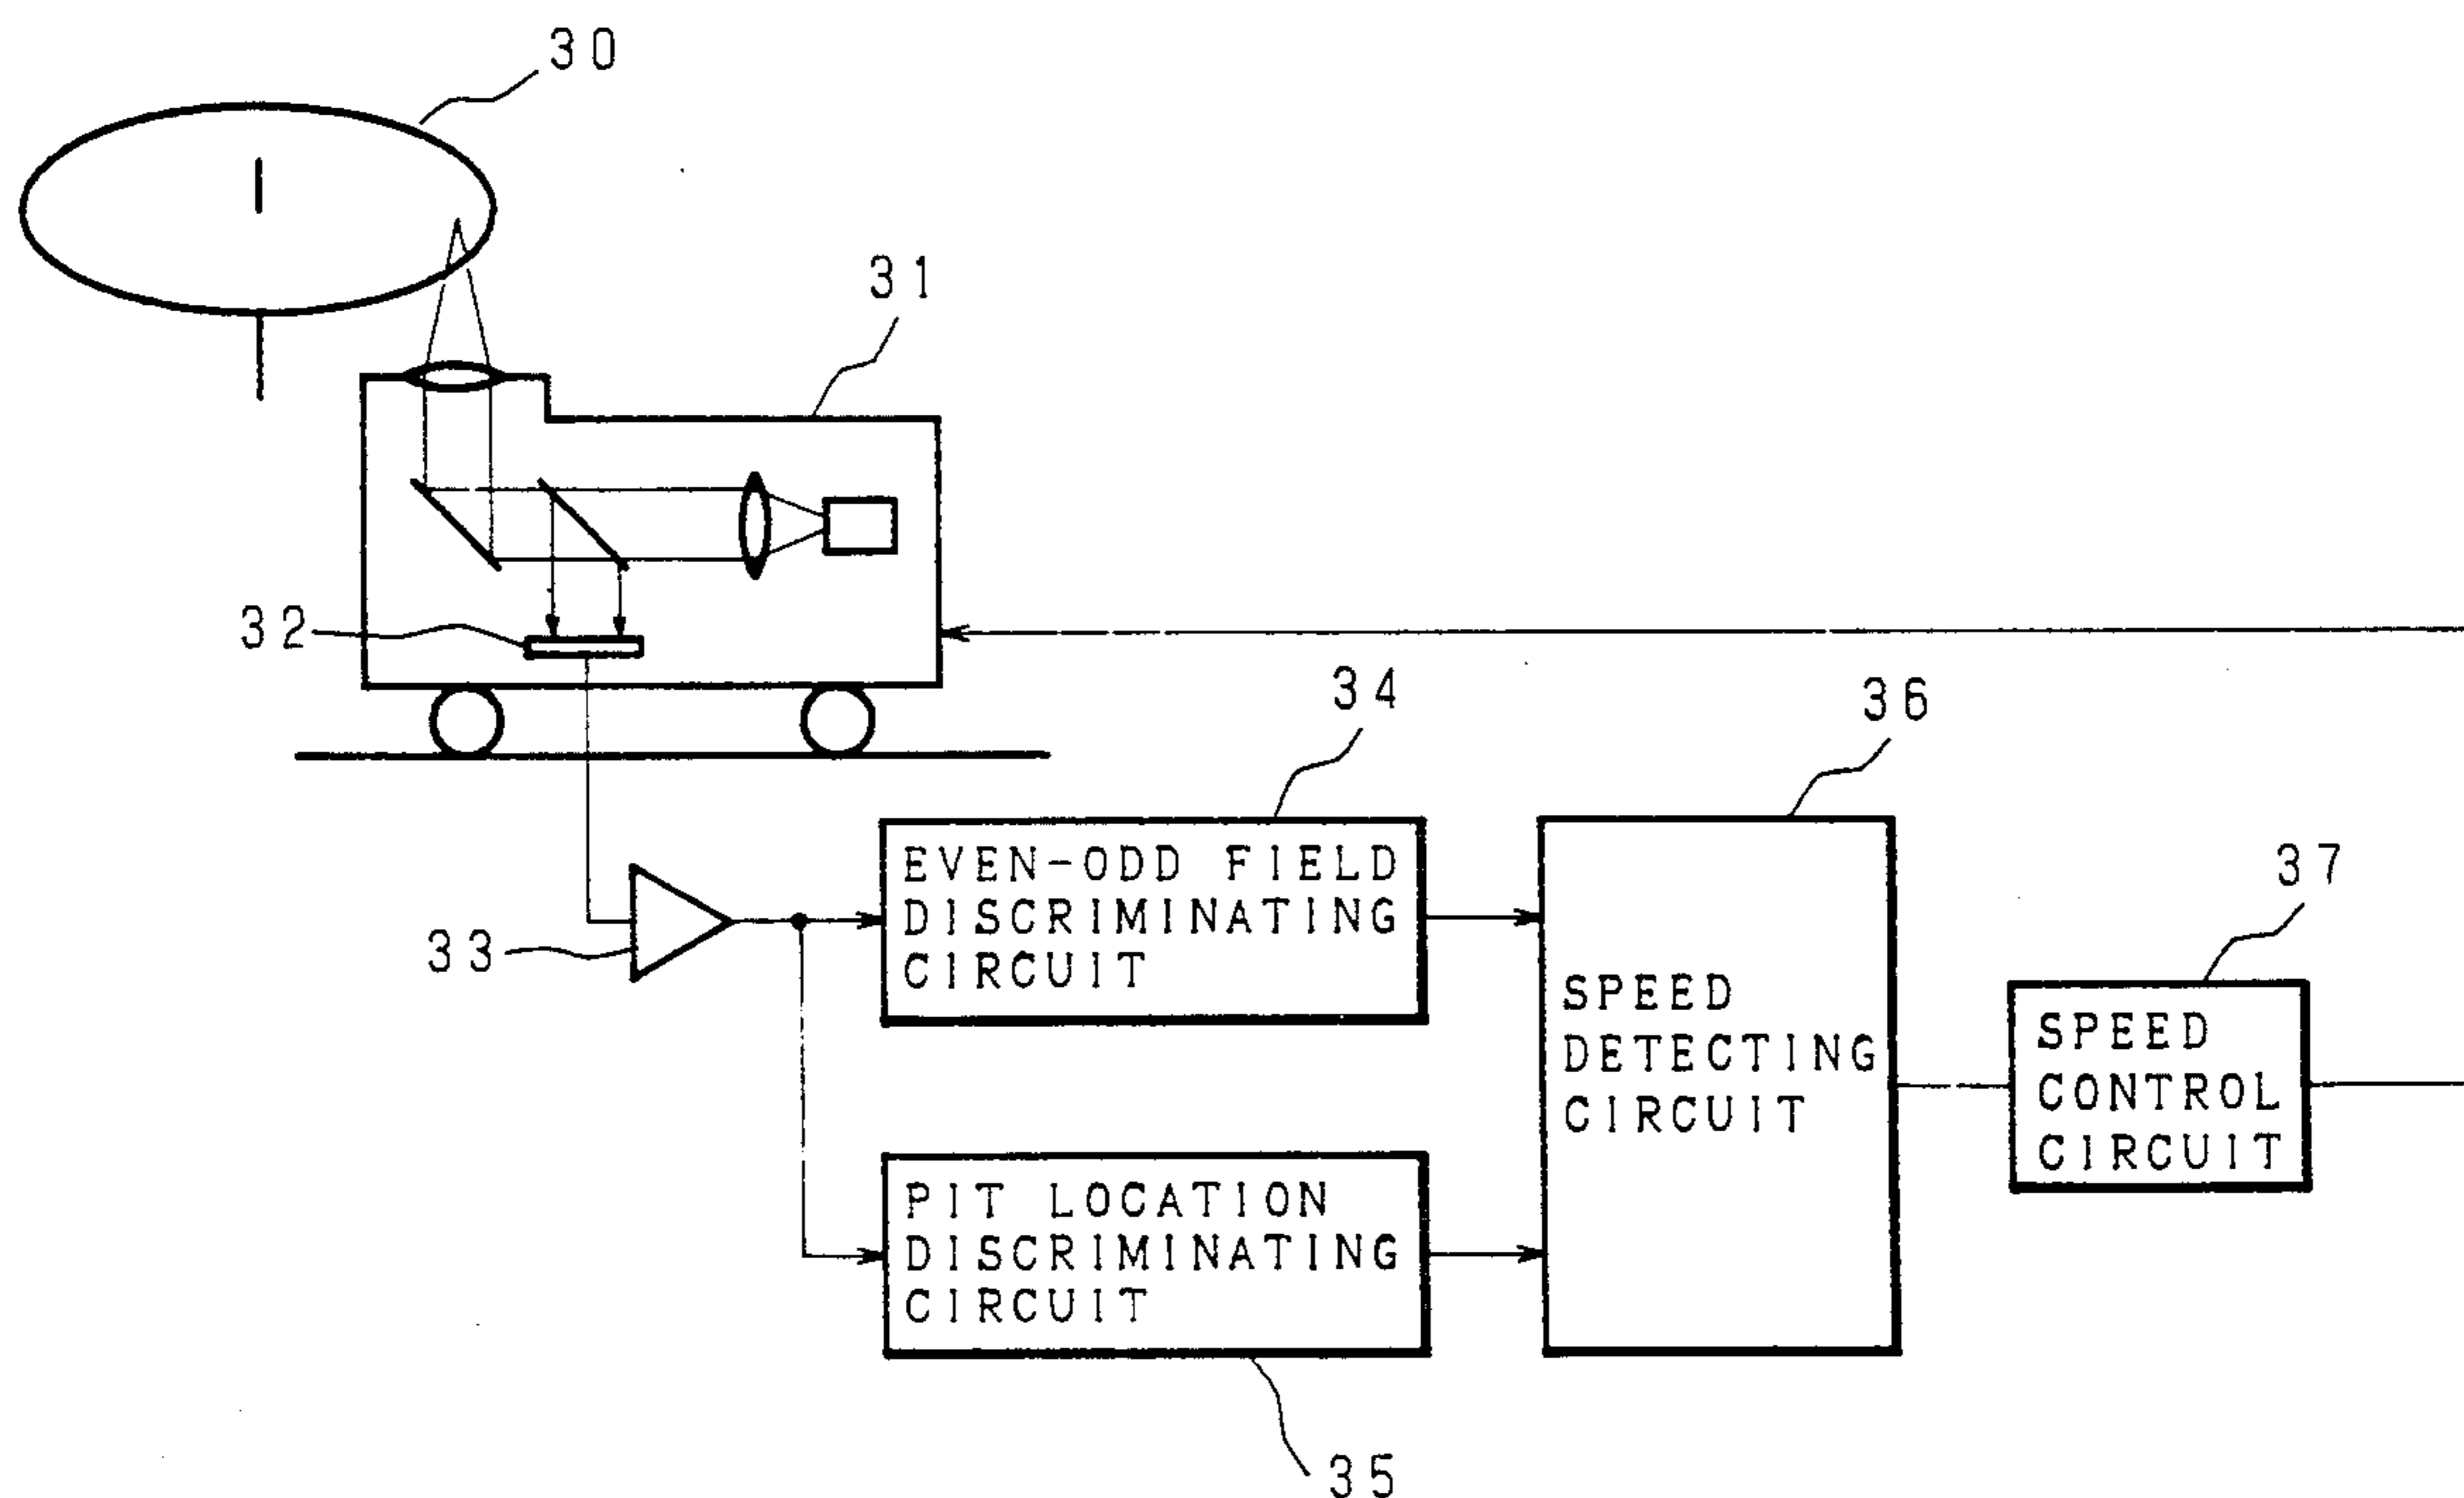 30
31
32
34
36
33
EVEN-ODD FIELD
DISCRIMINATING
CIRCUIT
37
SPEED
DETECTING
CIRCUIT
SPEED
CONTROL
CIRCUIT
PIT LOCATION
DISCRIMINATING
CIRCUIT
35